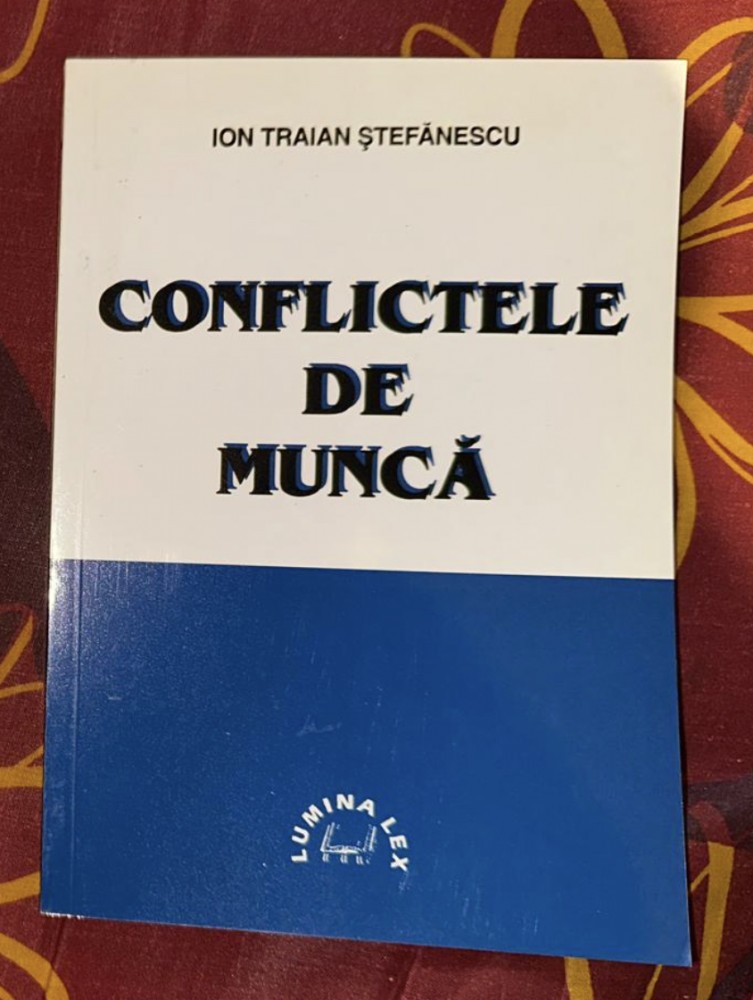 ION TRAIAN ŞTEFĂNESCU
CONFLICTELE
DE
MUNCĂ
LUMINA LEX